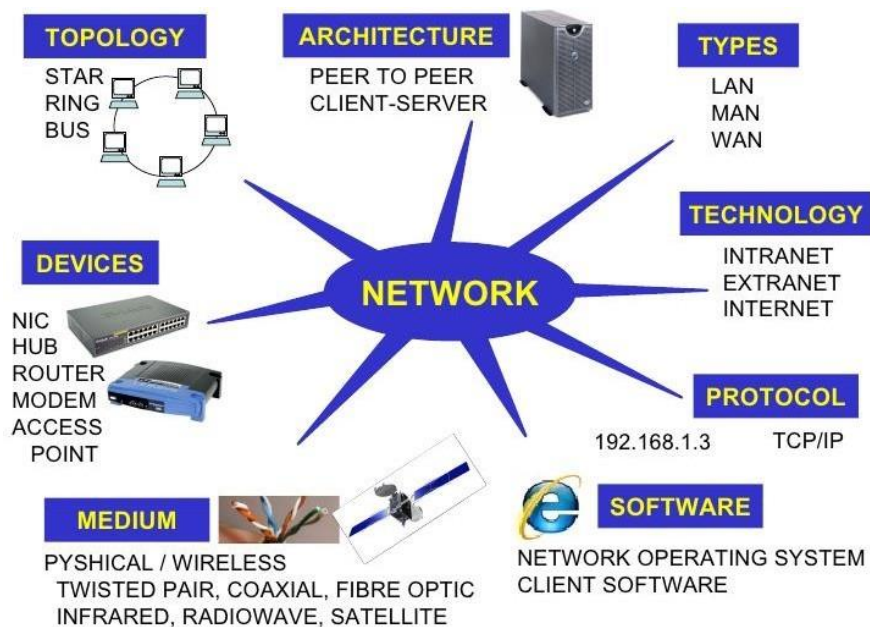 TOPOLOGY
STAR
RING
BUS
ARCHITECTURE
PEER TO PEER
CLIENT-SERVER
TYPES
LAN
MAN
WAN
TECHNOLOGY
INTRANET
EXTRANET
INTERNET
DEVICES
NIC
HUB
ROUTER
MODEM
ACCESS
POINT
NETWORK
PROTOCOL
192.168.1.3 TCP/IP
MEDIUM
PYSHICAL / WIRELESS
TWISTED PAIR, COAXIAL, FIBRE OPTIC
INFRARED, RADIOWAVE, SATELLITE
SOFTWARE
NETWORK OPERATING SYSTEM
CLIENT SOFTWARE